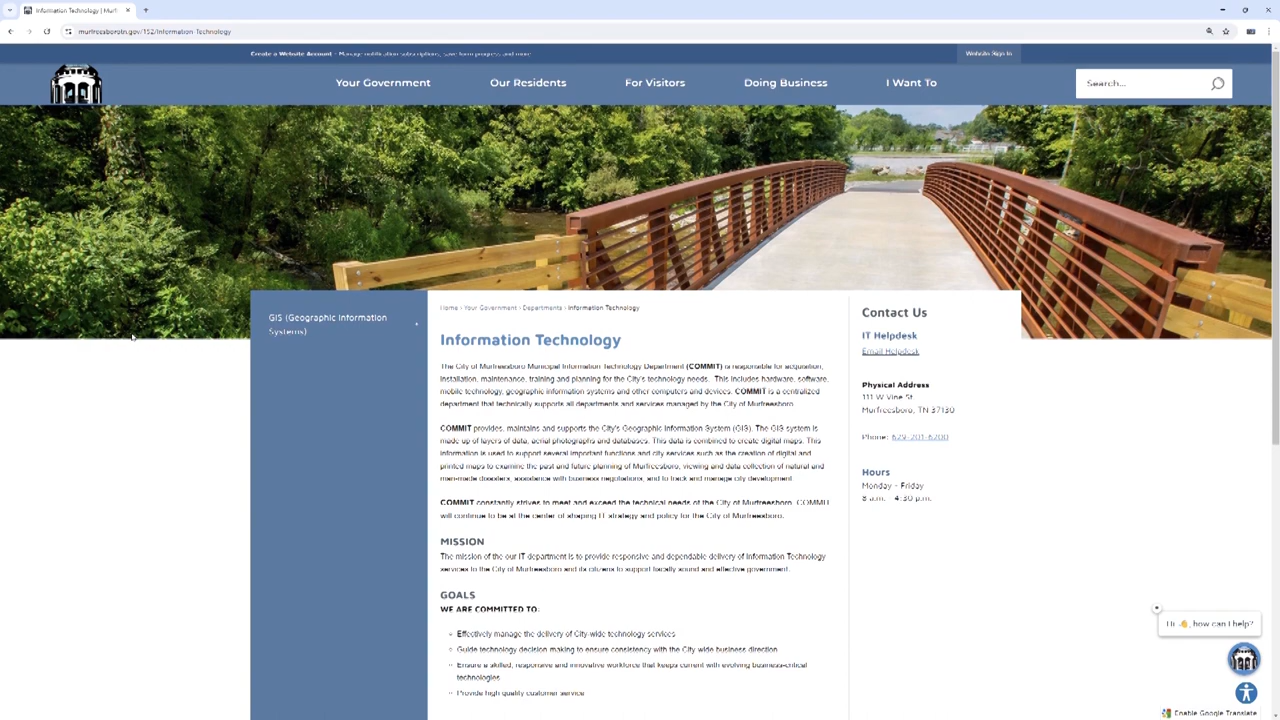 Information Technology | Murf
murfreesborotn.gov/152/Information-Technology
Create a Website Account - Manage notification subscriptions, save form progress and more.
Website Sign In
Your Government
Our Residents
For Visitors
Doing Business
I Want To
Search...
GIS (Geographic Information
Systems)
Home › Your Government › Departments › Information Technology
Information Technology
The City of Murfreesboro Municipal Information Technology Department (COMMIT) is responsible for acquisition,
installation, maintenance, training and planning for the City's technology needs. This includes hardware, software,
mobile technology, geographic information systems and other computers and devices. COMMIT is a centralized
department that technically supports all departments and services managed by the City of Murfreesboro.
COMMIT provides, maintains and supports the City's Geographic Information System (GIS). The GIS system is
made up of layers of data, aerial photographs and databases. This data is combined to create digital maps. This
information is used to support several important functions and city services such as the creation of digital and
printed maps to examine the past and future planning of Murfreesboro, viewing and data collection of natural and
man-made disasters, assistance with business negotiations, and to track and manage city development.
COMMIT constantly strives to meet and exceed the technical needs of the City of Murfreesboro. COMMIT
will continue to be at the center of shaping IT strategy and policy for the City of Murfreesboro.
MISSION
The mission of the our IT department is to provide responsive and dependable delivery of Information Technology
services to the City of Murfreesboro and its citizens to support fiscally sound and effective government.
GOALS
WE ARE COMMITTED TO:
Effectively manage the delivery of City-wide technology services
Guide technology decision making to ensure consistency with the City-wide business direction
Ensure a skilled, responsive and innovative workforce that keeps current with evolving business-critical
technologies
Provide high quality customer service
Contact Us
IT Helpdesk
Email Helpdesk
Physical Address
111 W Vine St.
Murfreesboro, TN 37130
Phone: 629-201-6200
Hours
Monday - Friday
8 a.m. - 4:30 p.m.
Hi 👋, how can I help?
Enable Google Translate